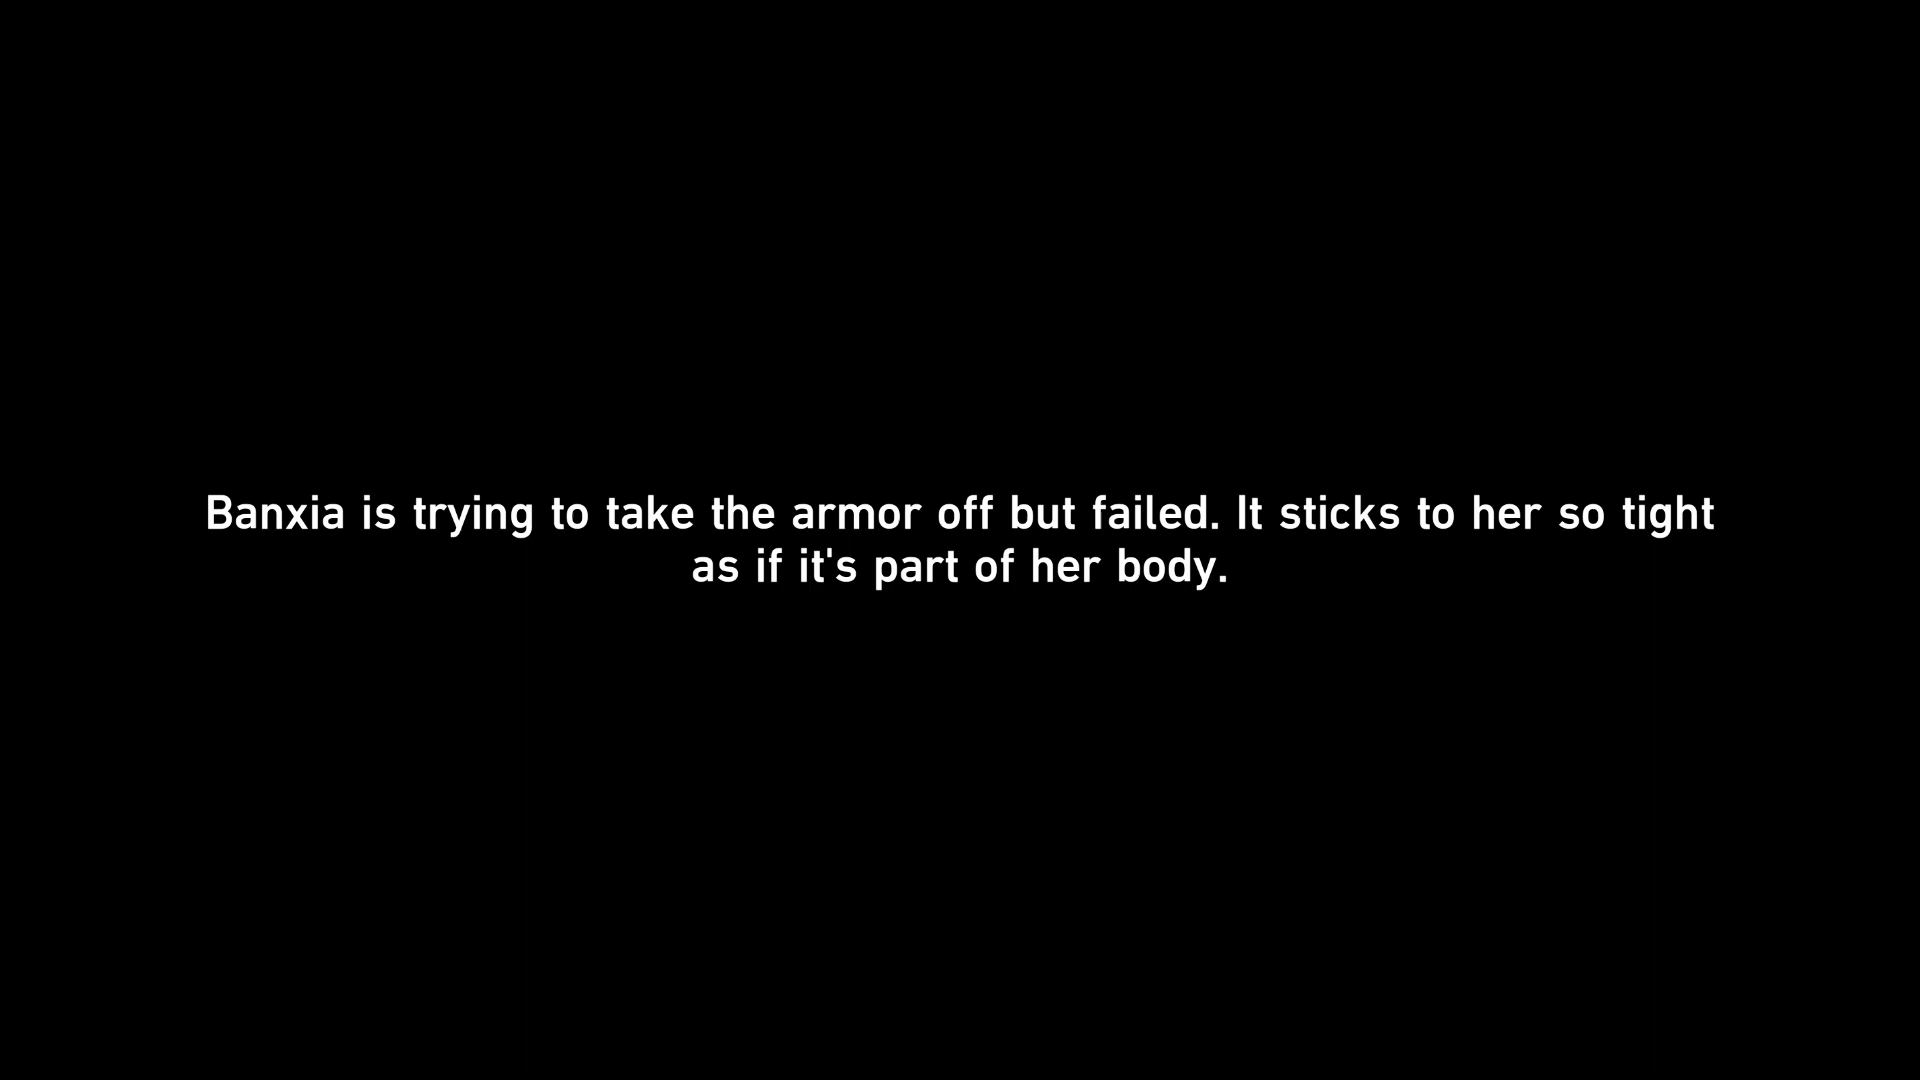 Banxia is trying to take the armor off but failed. It sticks to her so tight
as if it's part of her body.